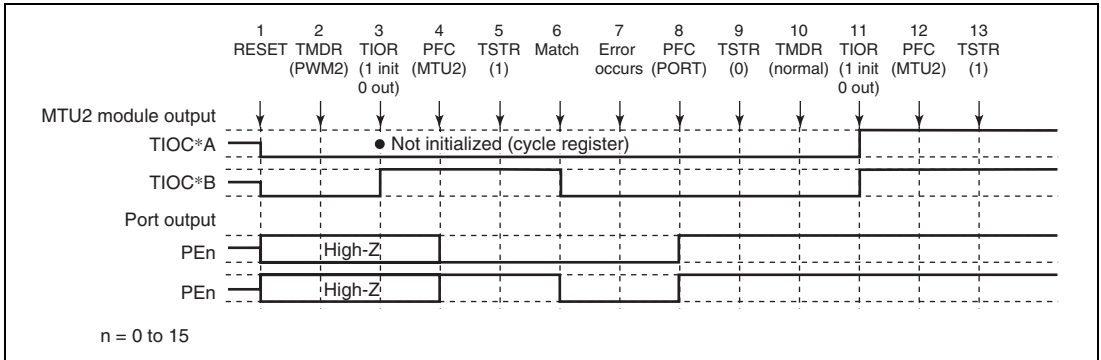 1 2 3 4 5 6 7 8 9 10 11 12 13
RESET TMDR TIOR PFC TSTR Match Error PFC TSTR TMDR TIOR PFC TSTR
(PWM2) (1 init (MTU2) (1) occurs (PORT) (0) (normal) (1 init (MTU2) (1)
0 out) 0 out)
MTU2 module output
TIOC*A ● Not initialized (cycle register)
TIOC*B
Port output
PEn High-Z
PEn High-Z
n = 0 to 15